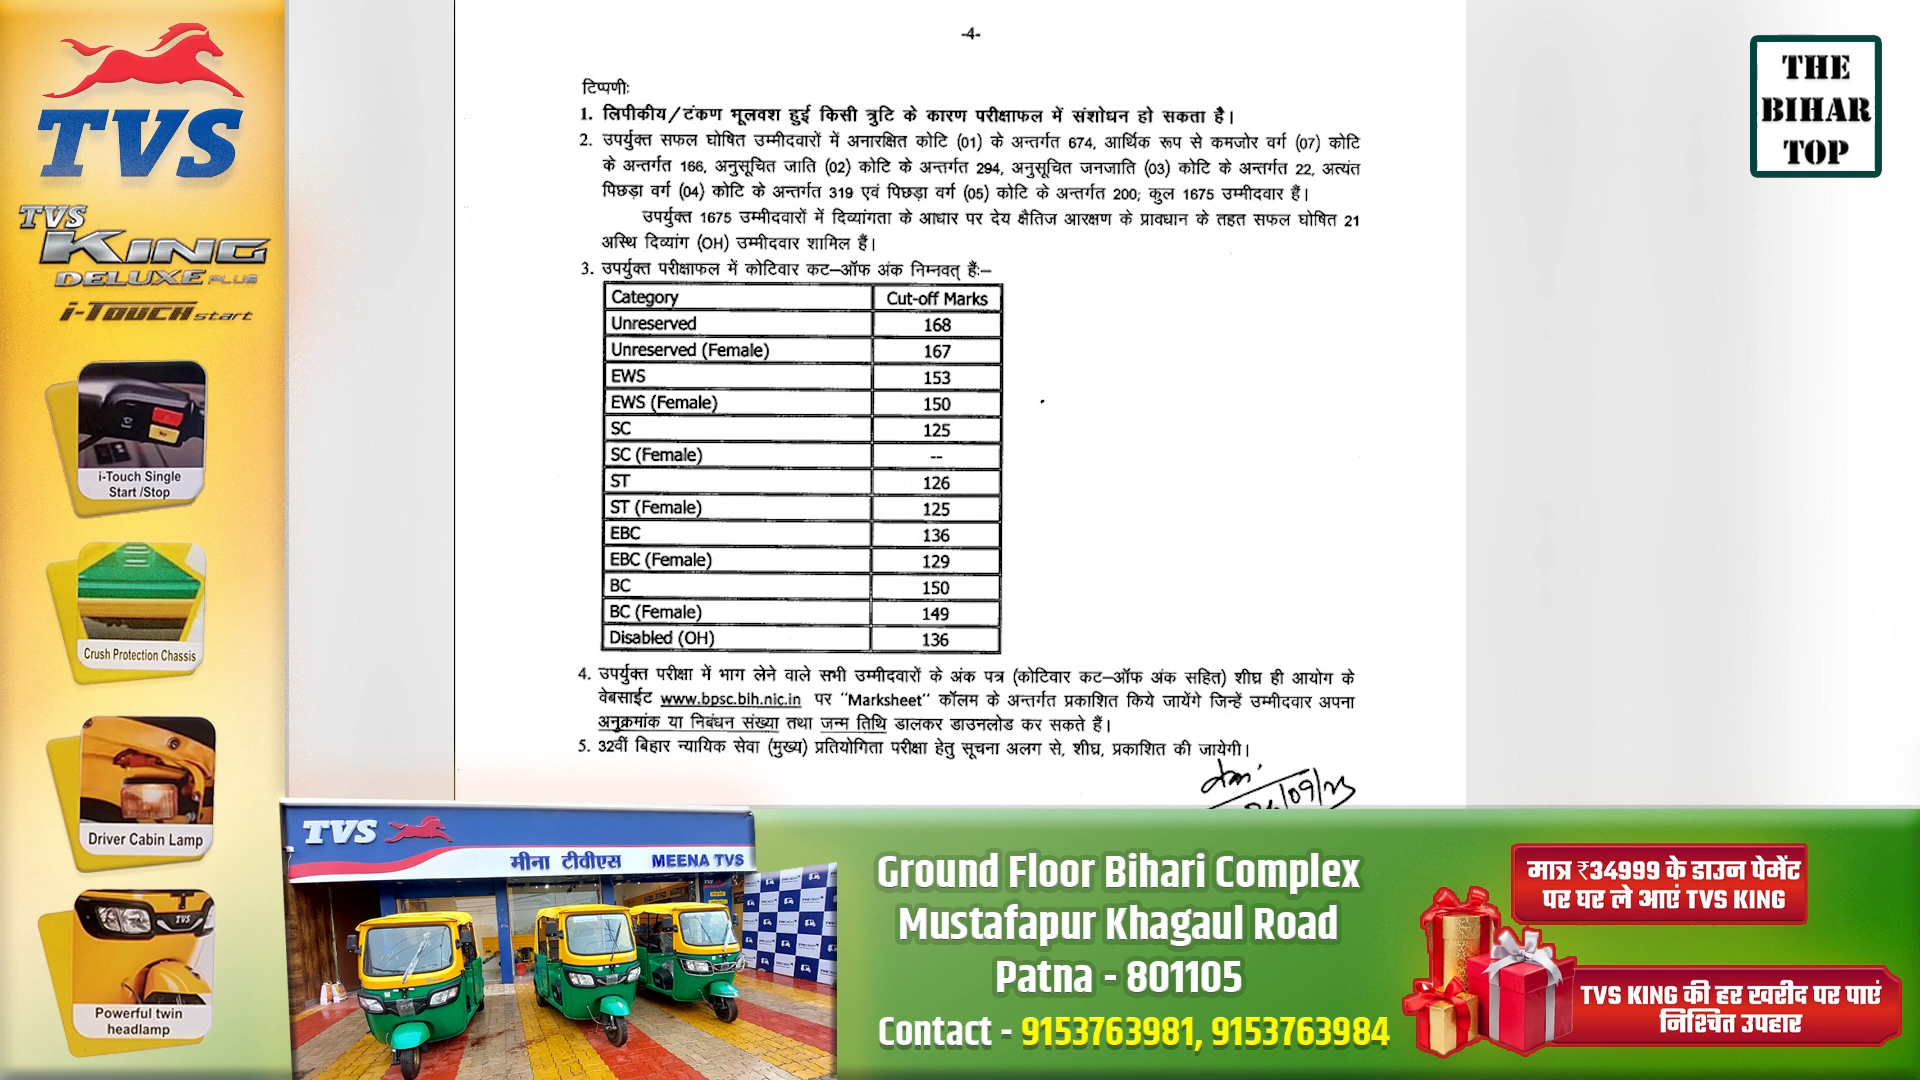 -4-
टिप्पणीः
1. लिपीकीय/टंकण भूलवश हुई किसी त्रुटि के कारण परीक्षाफल में संशोधन हो सकता है।
2. उपर्युक्त सफल घोषित उम्मीदवारों में अनारक्षित कोटि (01) के अन्तर्गत 674, आर्थिक रूप से कमजोर वर्ग (07) कोटि
के अन्तर्गत 166, अनुसूचित जाति (02) कोटि के अन्तर्गत 294, अनुसूचित जनजाति (03) कोटि के अन्तर्गत 22, अत्यंत
पिछड़ा वर्ग (04) कोटि के अन्तर्गत 319 एवं पिछड़ा वर्ग (05) कोटि के अन्तर्गत 200; कुल 1675 उम्मीदवार हैं।
उपर्युक्त 1675 उम्मीदवारों में दिव्यांगता के आधार पर देय क्षैतिज आरक्षण के प्रावधान के तहत सफल घोषित 21
अस्थि दिव्यांग (OH) उम्मीदवार शामिल हैं।
3. उपर्युक्त परीक्षाफल में कोटिवार कट–ऑफ अंक निम्नवत् हैंः–
Category Cut-off Marks
Unreserved 168
Unreserved (Female) 167
EWS 153
EWS (Female) 150
SC 125
SC (Female) --
ST 126
ST (Female) 125
EBC 136
EBC (Female) 129
BC 150
BC (Female) 149
Disabled (OH) 136
4. उपर्युक्त परीक्षा में भाग लेने वाले सभी उम्मीदवारों के अंक पत्र (कोटिवार कट–ऑफ अंक सहित) शीघ्र ही आयोग के
वेबसाईट www.bpsc.bih.nic.in पर "Marksheet" कॉलम के अन्तर्गत प्रकाशित किये जायेंगे जिन्हें उम्मीदवार अपना
अनुक्रमांक या निबंधन संख्या तथा जन्म तिथि डालकर डाउनलोड कर सकते हैं।
5. 32वीं बिहार न्यायिक सेवा (मुख्य) प्रतियोगिता परीक्षा हेतु सूचना अलग से, शीघ्र, प्रकाशित की जायेगी।
THE
BIHAR
TOP
TVS
TVS
KING
DELUXE PLUS
i-TOUCH start
i-Touch Single
Start /Stop
Crush Protection Chassis
Driver Cabin Lamp
TVS
Powerful twin
headlamp
TVS
मीना टीवीएस MEENA TVS
Ground Floor Bihari Complex
Mustafapur Khagaul Road
Patna - 801105
Contact - 9153763981, 9153763984
मात्र ₹34999 के डाउन पेमेंट
पर घर ले आएं TVS KING
TVS KING की हर खरीद पर पाएं
निश्चित उपहार